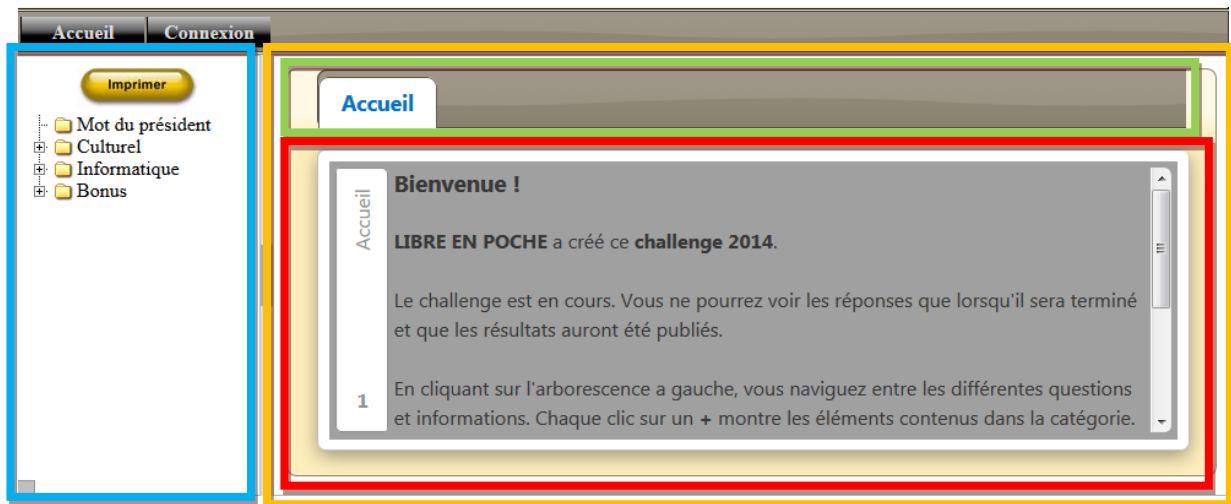 Accueil Connexion
Imprimer
Mot du président
Culturel
Informatique
Bonus
Accueil
Accueil
1
Bienvenue !
LIBRE EN POCHE a créé ce challenge 2014.
Le challenge est en cours. Vous ne pourrez voir les réponses que lorsqu'il sera terminé
et que les résultats auront été publiés.
En cliquant sur l'arborescence a gauche, vous naviguez entre les différentes questions
et informations. Chaque clic sur un + montre les éléments contenus dans la catégorie.